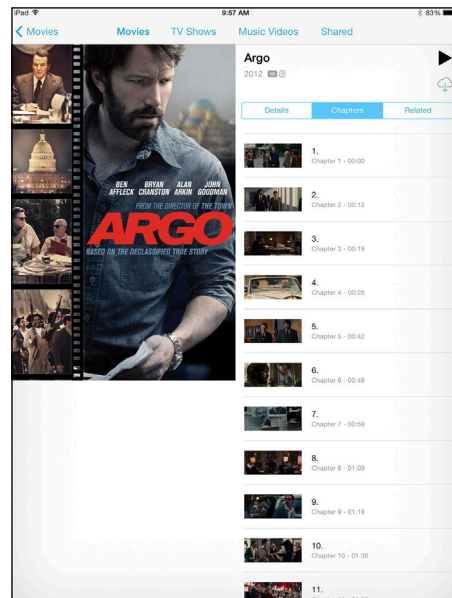 iPad
9:57 AM
83%
Movies
Movies
TV Shows
Music Videos
Shared
Argo
2012 HD
Details
Chapters
Related
BEN AFFLECK
BRYAN CRANSTON
ALAN ARKIN
JOHN GOODMAN
FROM THE DIRECTOR OF THE TOWN
ARGO
BASED ON THE DECLASSIFIED TRUE STORY
1.
Chapter 1 - 00:00
2.
Chapter 2 - 00:12
3.
Chapter 3 - 00:19
4.
Chapter 4 - 00:28
5.
Chapter 5 - 00:42
6.
Chapter 6 - 00:49
7.
Chapter 7 - 00:59
8.
Chapter 8 - 01:09
9.
Chapter 9 - 01:19
10.
Chapter 10 - 01:30
11.